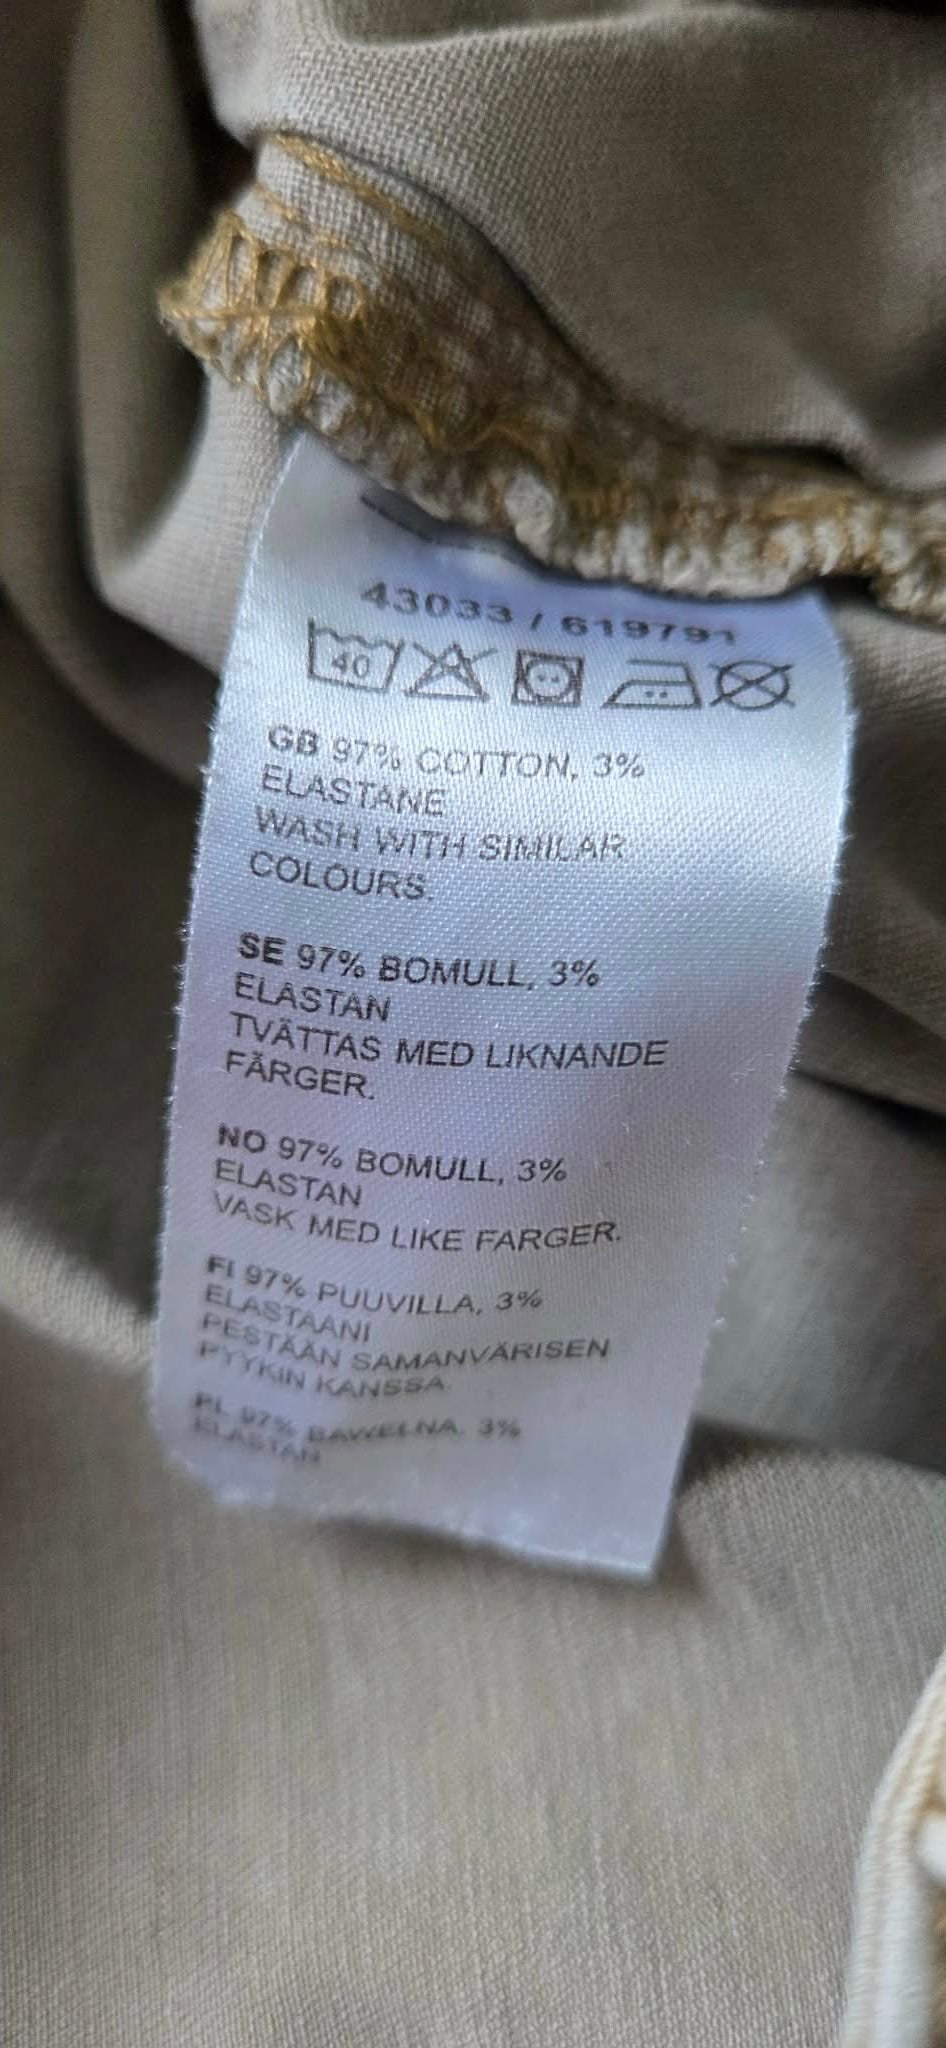 43033 / 619791
40
GB 97% COTTON, 3%
ELASTANE
WASH WITH SIMILAR
COLOURS.
SE 97% BOMULL, 3%
ELASTAN
TVÄTTAS MED LIKNANDE
FÄRGER.
NO 97% BOMULL, 3%
ELASTAN
VASK MED LIKE FARGER.
FI 97% PUUVILLA, 3%
ELASTAANI
PESTÄÄN SAMANVÄRISEN
PYYKIN KANSSA.
PL 97% BAWEŁNA, 3%
ELASTAN